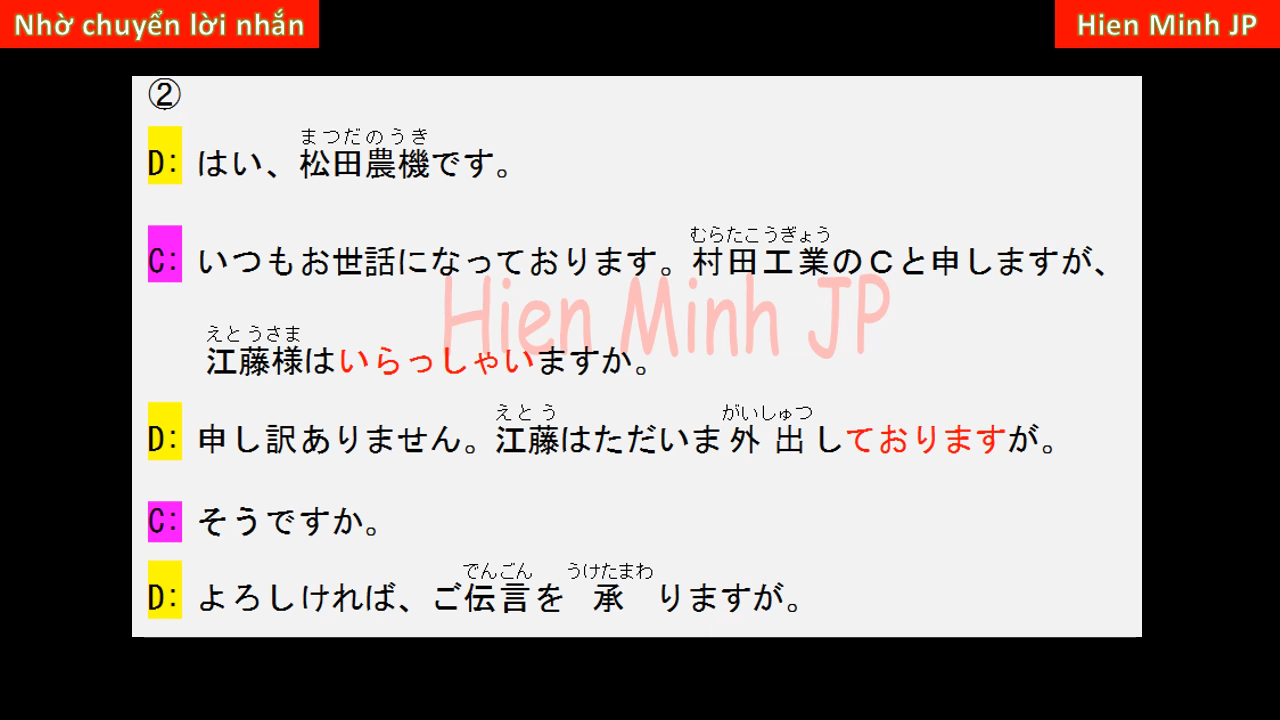 Nhờ chuyển lời nhắn
Hien Minh JP
②
まつだのうき
D: はい、松田農機です。
むらたこうぎょう
C: いつもお世話になっております。村田工業のCと申しますが、
Hien Minh JP
えとうさま
江藤様はいらっしゃいますか。
えとう がいしゅつ
D: 申し訳ありません。江藤はただいま外出しておりますが。
C: そうですか。
でんごん うけたまわ
D: よろしければ、ご伝言を承りますが。